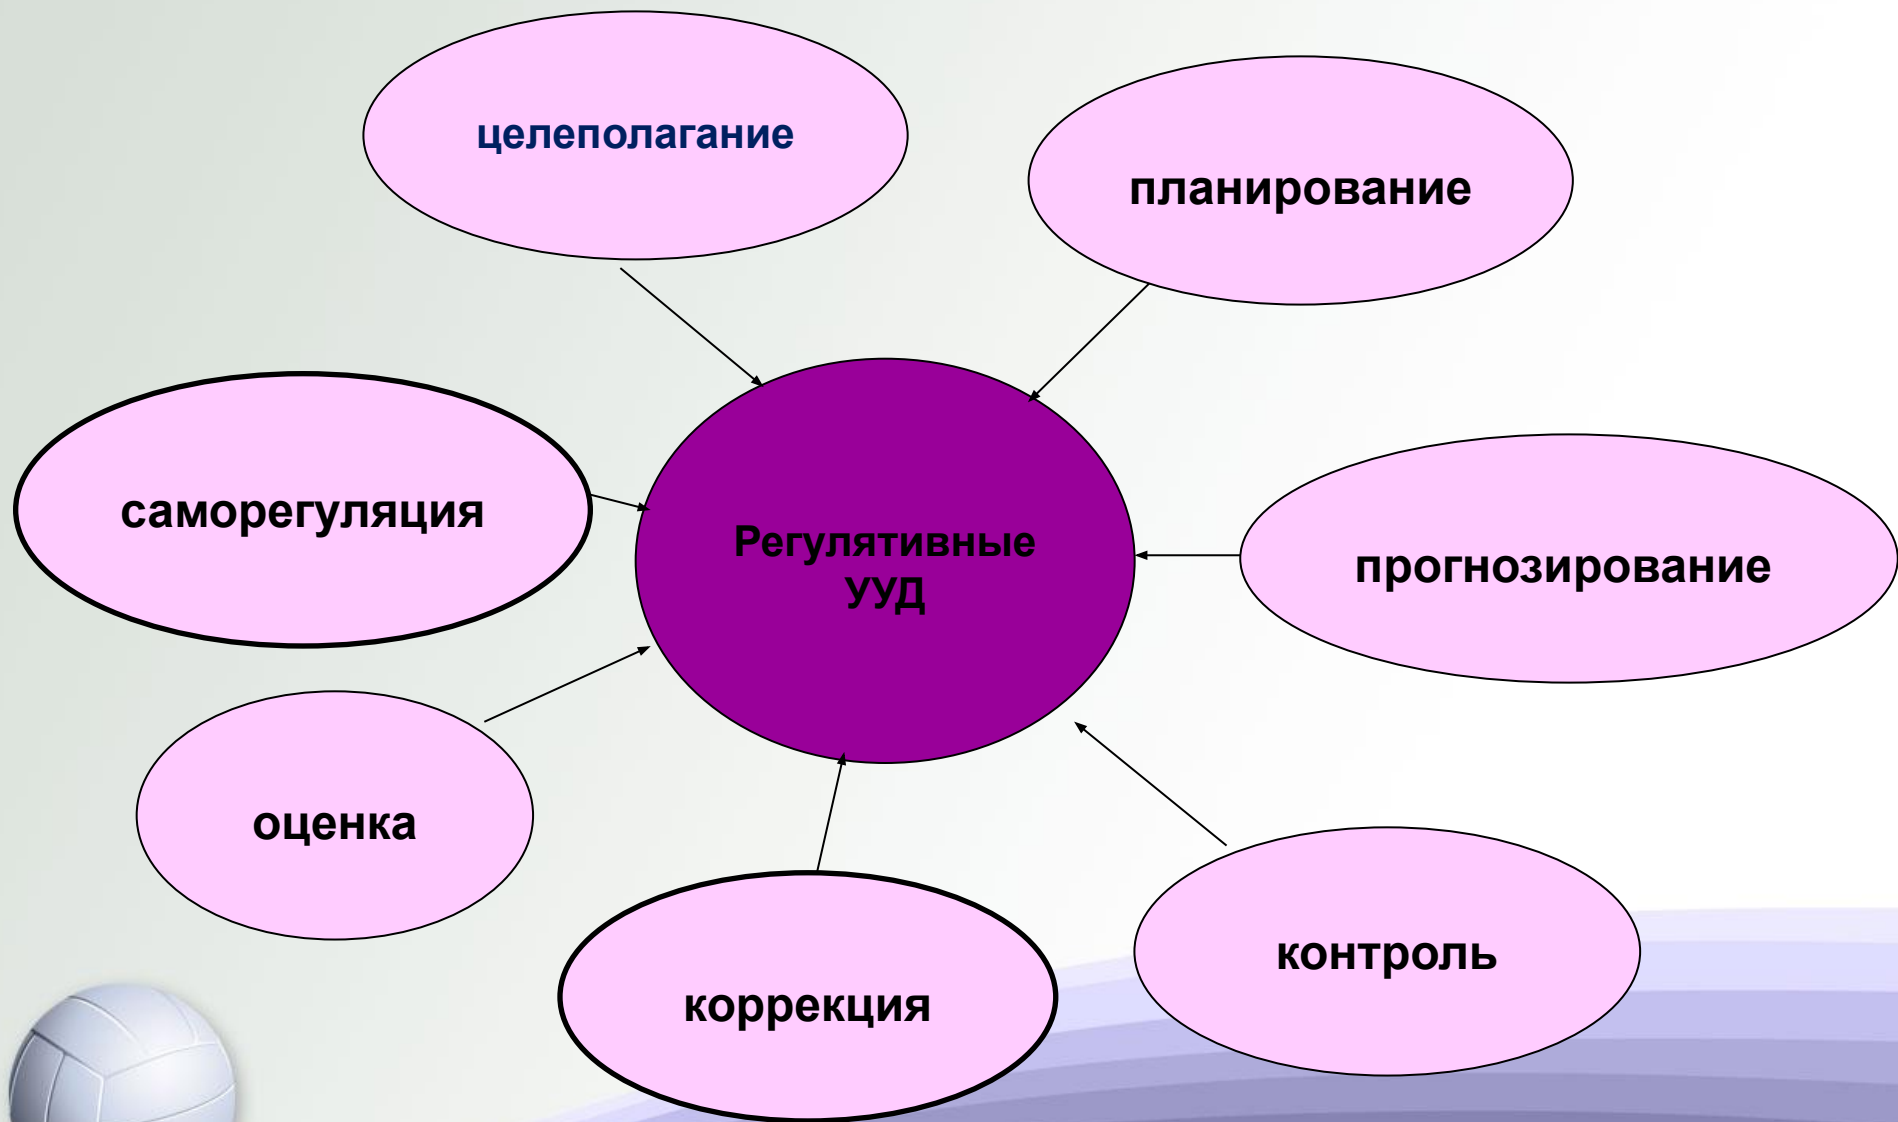 целеполагание
планирование
саморегуляция
Регулятивные
УУД
прогнозирование
оценка
контроль
коррекция